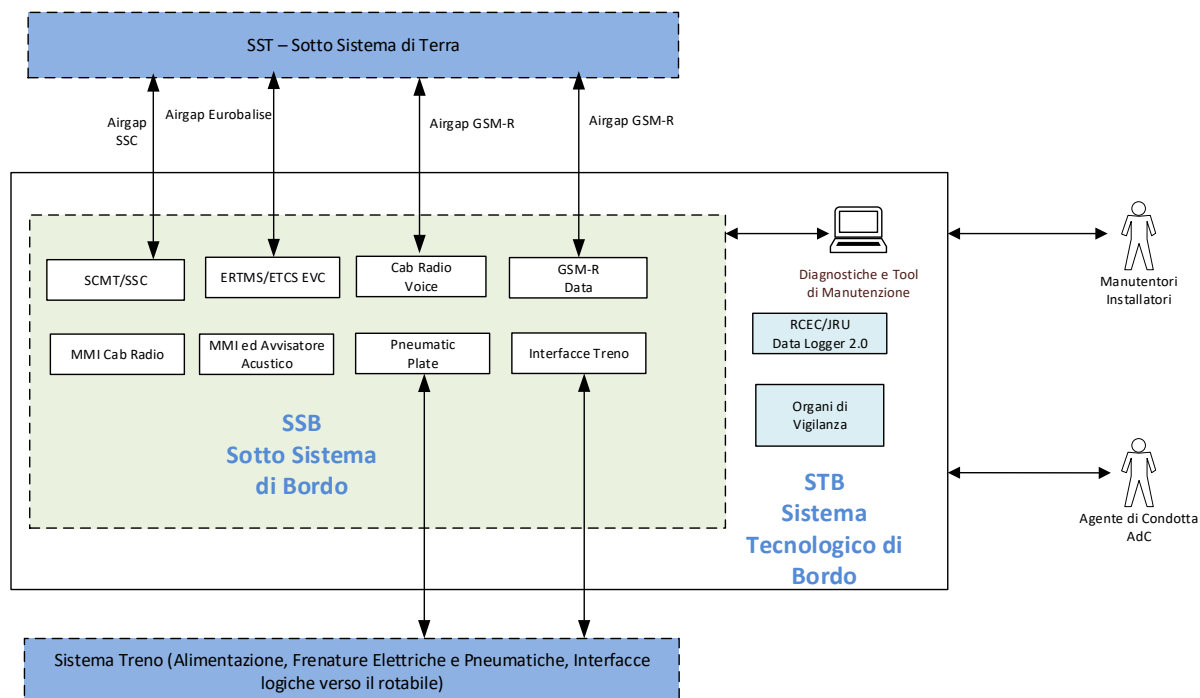 SST – Sotto Sistema di Terra
Airgap
SSC
Airgap Eurobalise
Airgap GSM-R
Airgap GSM-R
SCMT/SSC
ERTMS/ETCS EVC
Cab Radio
Voice
GSM-R
Data
MMI Cab Radio
MMI ed Avvisatore
Acustico
Pneumatic
Plate
Interfacce Treno
SSB
Sotto Sistema
di Bordo
Diagnostiche e Tool
di Manutenzione
RCEC/JRU
Data Logger 2.0
Organi di
Vigilanza
STB
Sistema
Tecnologico di
Bordo
Manutentori
Installatori
Agente di Condotta
AdC
Sistema Treno (Alimentazione, Frenature Elettriche e Pneumatiche, Interfacce
logiche verso il rotabile)